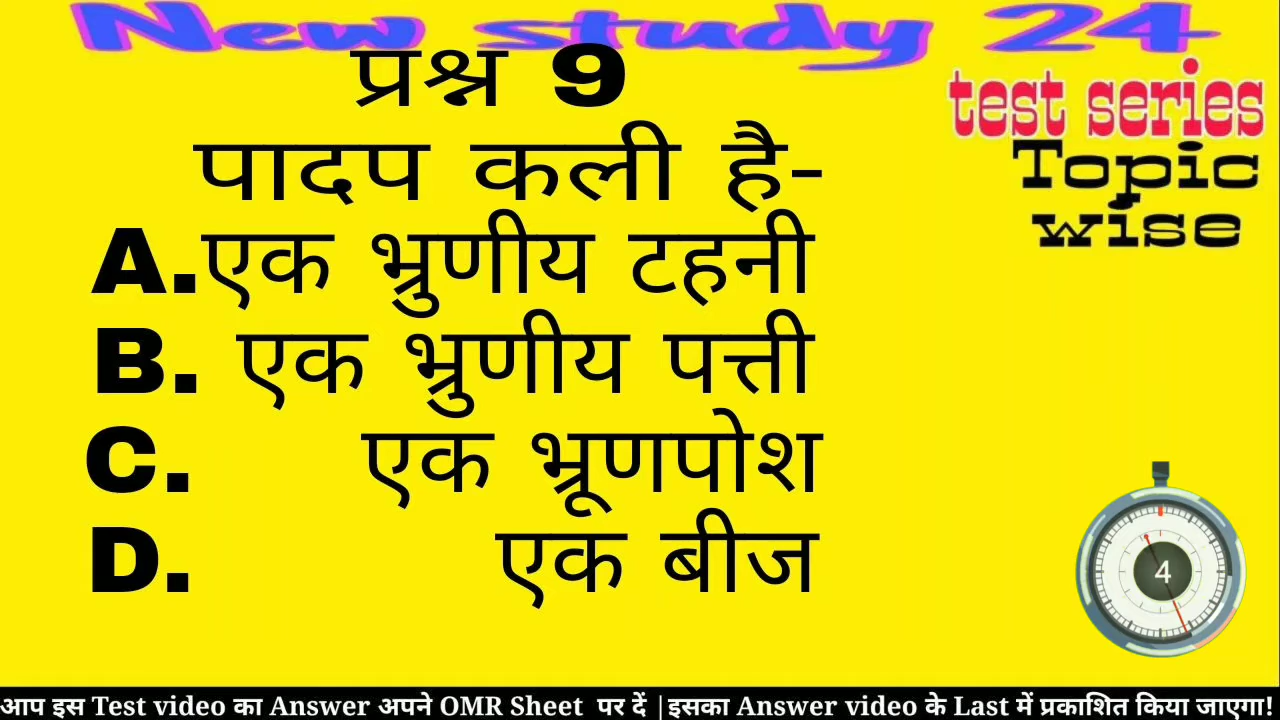 New study 24
प्रश्न 9
test series
Topic
wise
पादप कली है-
A.एक भ्रुणीय टहनी
B. एक भ्रुणीय पत्ती
C. एक भ्रूणपोश
D. एक बीज
4
आप इस Test video का Answer अपने OMR Sheet पर दें |इसका Answer video के Last में प्रकाशित किया जाएगा!